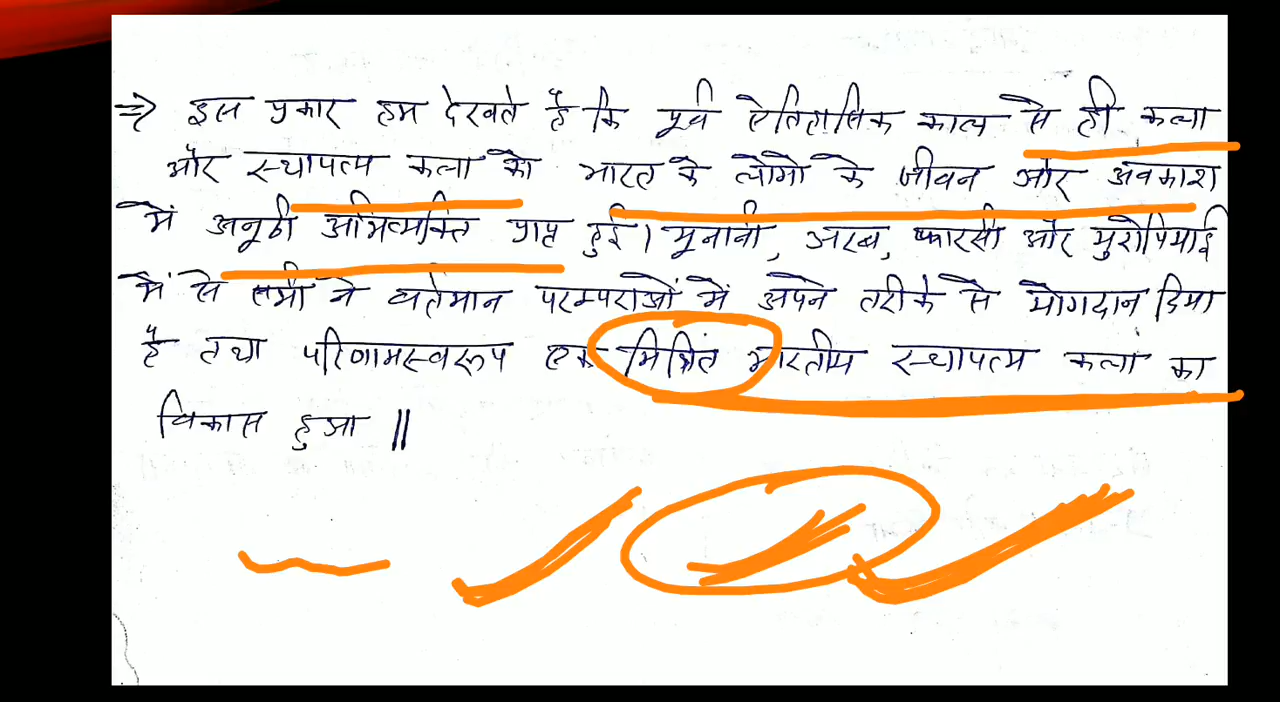 ⇒ इस प्रकार हम देखते हैं कि पूर्व ऐतिहासिक काल से ही कला
और स्थापत्य कला को भारत के लोगों के जीवन और अवकाश
में अनूठी अभिव्यक्ति प्राप्त हुई। यूनानी, अरब, फारसी और युरोपियाई
में से सभी ने वर्तमान परम्पराओं में अपने तरीके से योगदान दिया
है तथा परिणामस्वरूप एक मिश्रित भारतीय स्थापत्य कला का
विकास हुआ ||